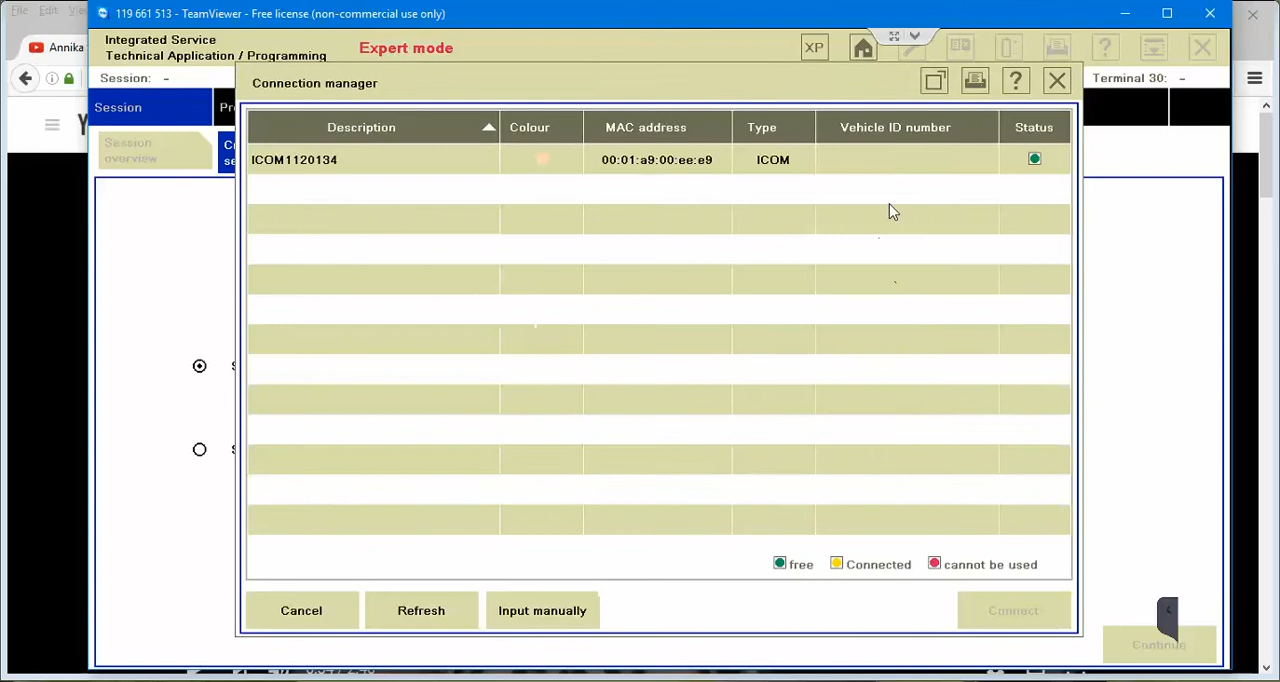 File Edit
119 661 513 - TeamViewer - Free license (non-commercial use only)
Annika
Integrated Service
Technical Application / Programming
Expert mode
XP
?
Session: -
Terminal 30: -
Connection manager
?
Session
Session
overview
Description Colour MAC address Type Vehicle ID number Status
ICOM1120134 00:01:a9:00:ee:e9 ICOM
free Connected cannot be used
Cancel Refresh Input manually Connect
Continue